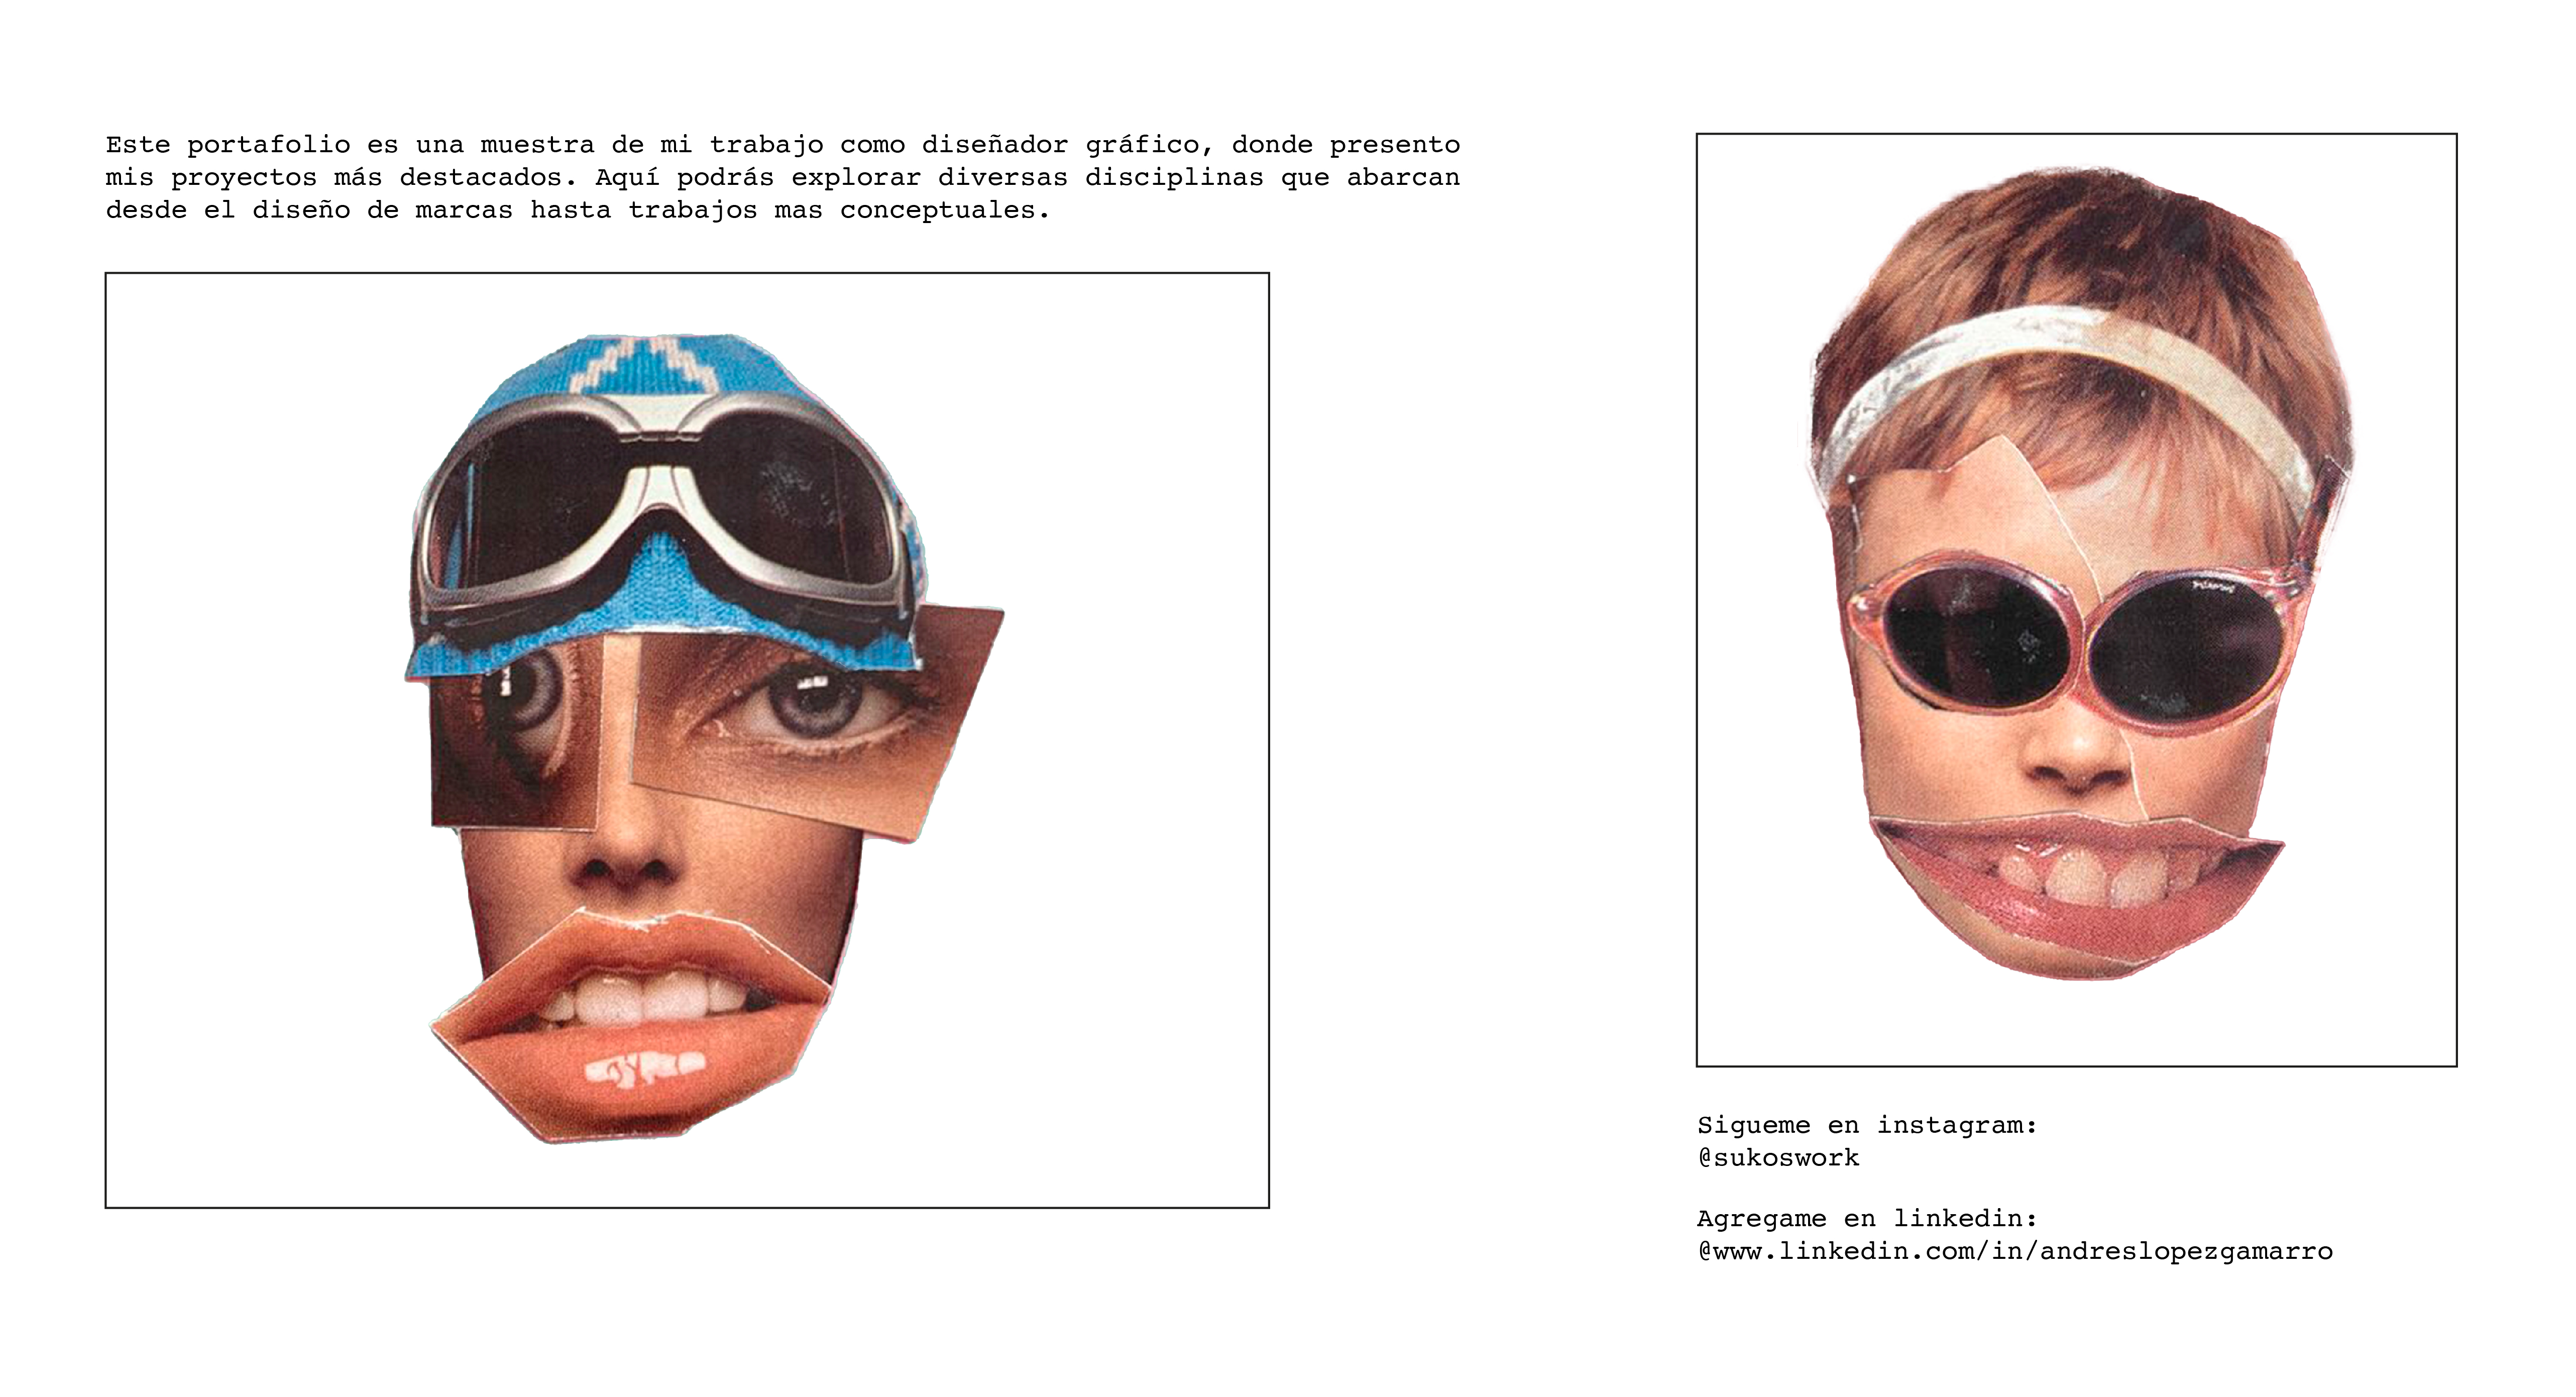 Este portafolio es una muestra de mi trabajo como diseñador gráfico, donde presento
mis proyectos más destacados. Aquí podrás explorar diversas disciplinas que abarcan
desde el diseño de marcas hasta trabajos mas conceptuales.
Sigueme en instagram:
@sukoswork
Agregame en linkedin:
@www.linkedin.com/in/andreslopezgamarro